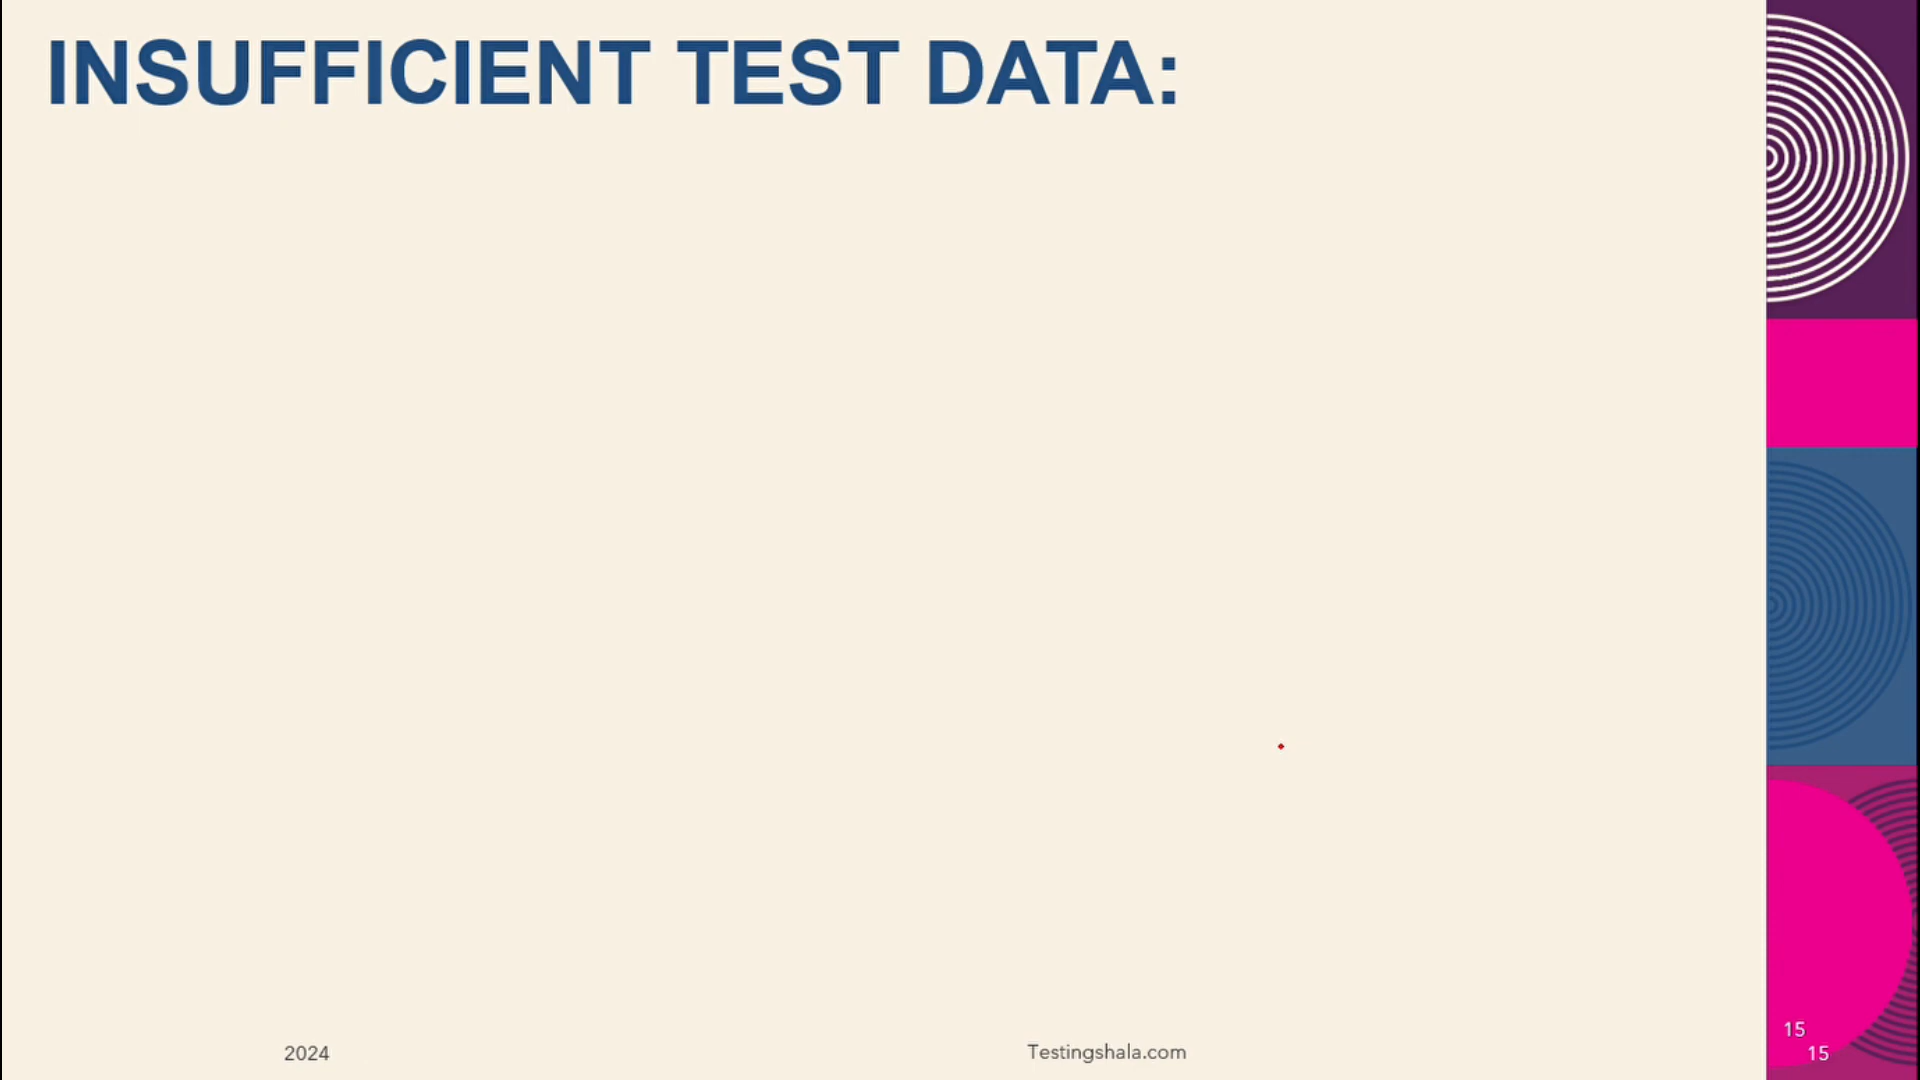 INSUFFICIENT TEST DATA:
2024
Testingshala.com
15
15